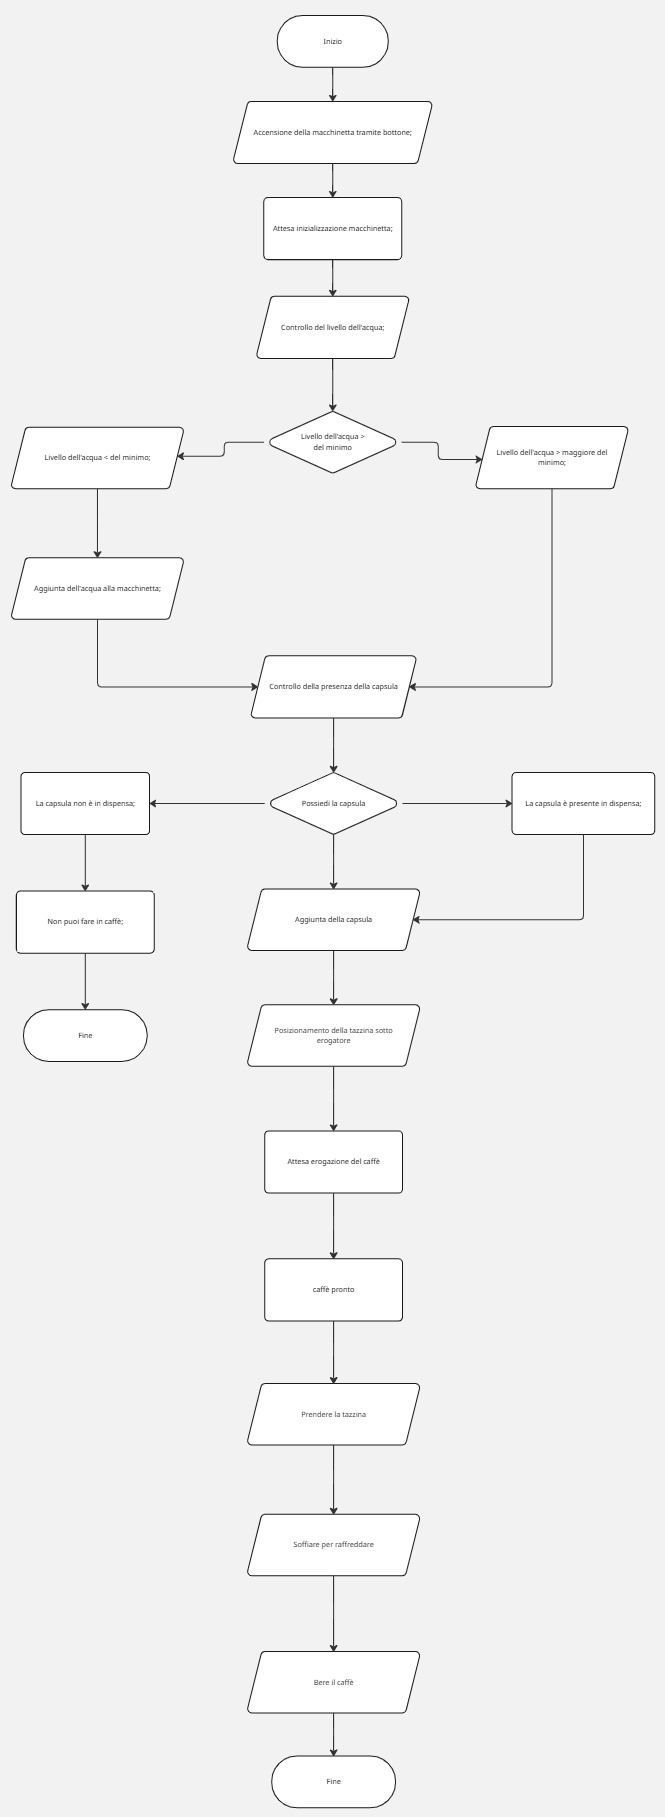 Inizio
Accensione della macchinetta tramite bottone;
Attesa inizializzazione macchinetta;
Controllo del livello dell'acqua;
Livello dell'acqua >
del minimo
Livello dell'acqua < del minimo;
Livello dell'acqua > maggiore del
minimo;
Aggiunta dell'acqua alla macchinetta;
Controllo della presenza della capsula
La capsula non è in dispensa;
Possiedi la capsula
La capsula è presente in dispensa;
Non puoi fare in caffè;
Aggiunta della capsula
Fine
Posizionamento della tazzina sotto
erogatore
Attesa erogazione del caffè
caffè pronto
Prendere la tazzina
Soffiare per raffreddare
Bere il caffè
Fine